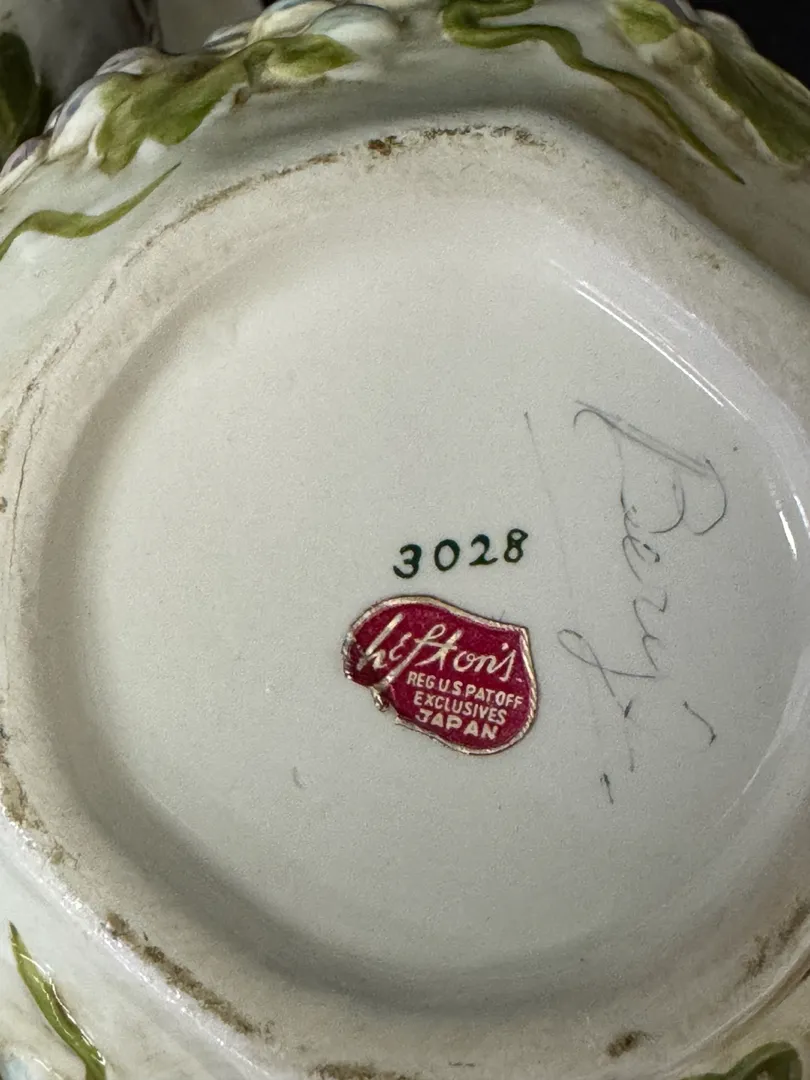 3028
Lefton's
REG.U.S.PAT.OFF
EXCLUSIVES
JAPAN